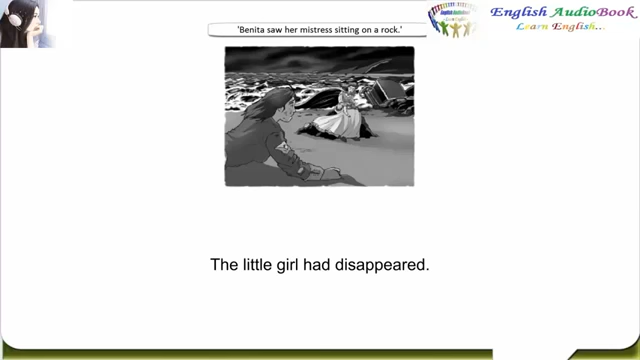 'Benita saw her mistress sitting on a rock.'
English AudioBook
Learn English...
The little girl had disappeared.